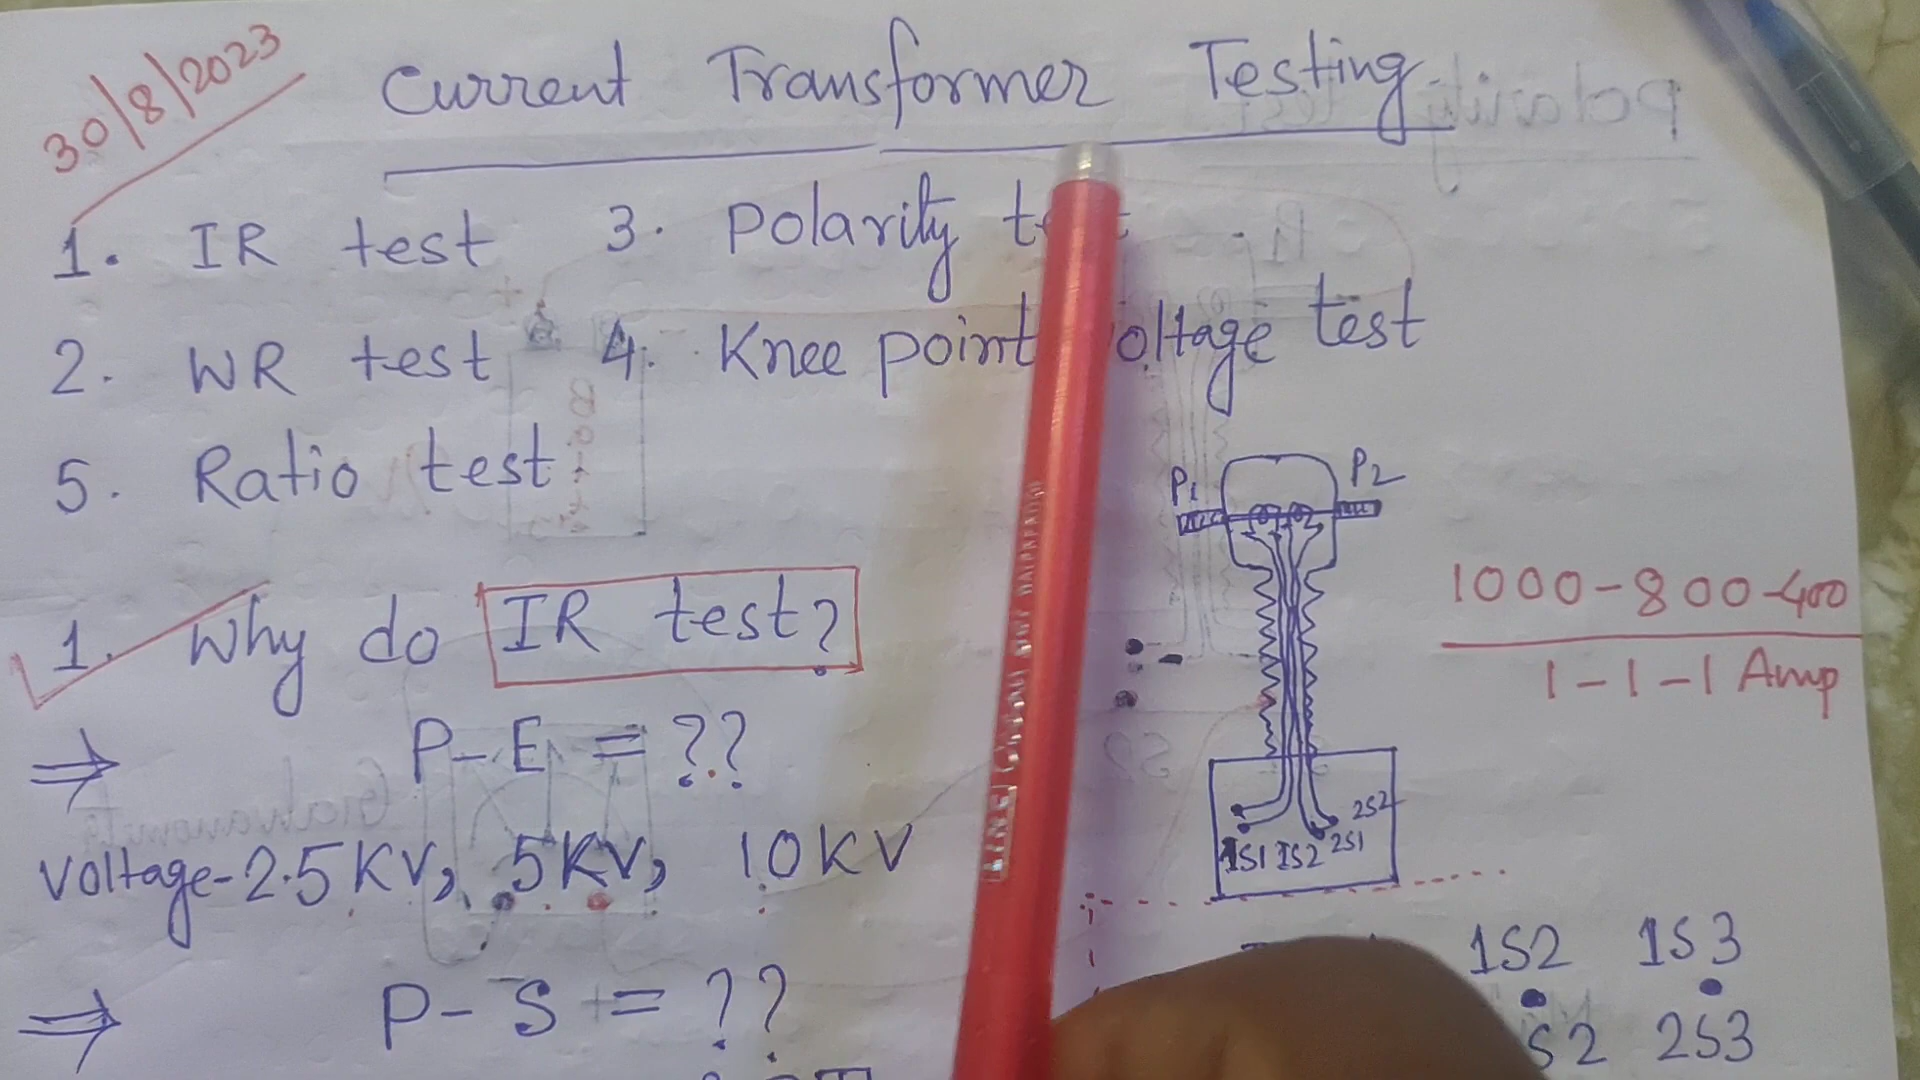 30/8/2023
Current Transformer Testing
1. IR test 3. Polarity
2. WR test 4. Knee point voltage test
5. Ratio test
P1 P2
1000-800-400
1-1-1 Amp
1. Why do IR test?
P-E = ??
Voltage-2.5KV, 5KV, 10KV
1S1 1S2 2S1 2S2
P-S = ??
1S2 1S3
S2 2S3